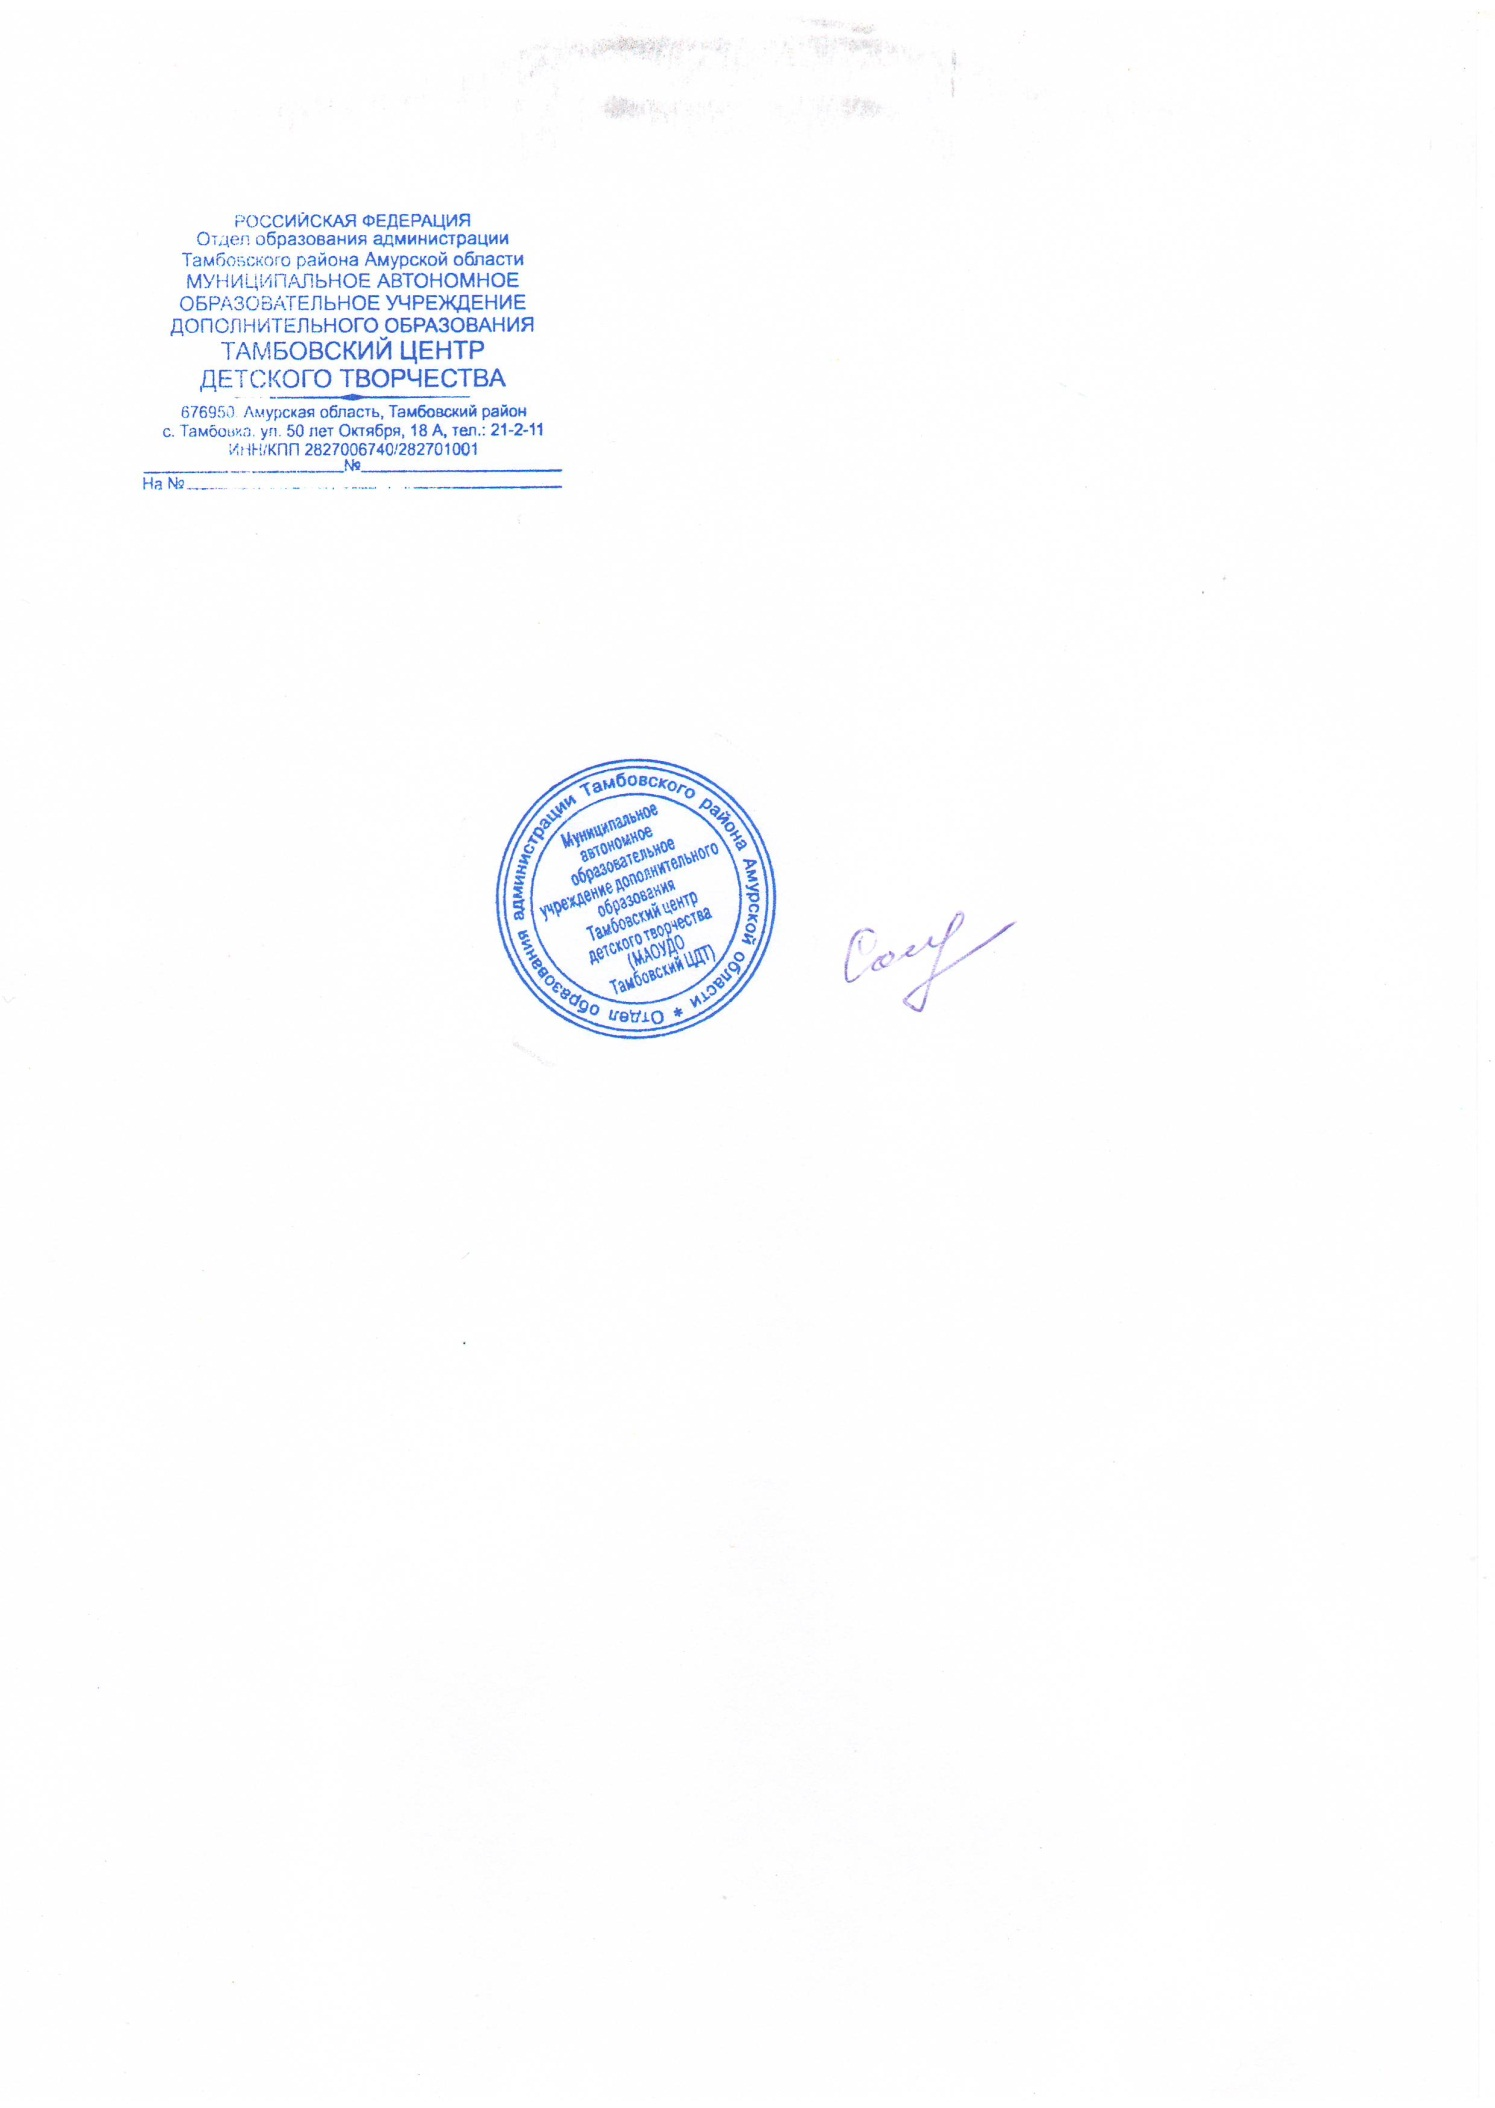 РОССИЙСКАЯ ФЕДЕРАЦИЯ
Отдел образования администрации
Тамбовского района Амурской области
МУНИЦИПАЛЬНОЕ АВТОНОМНОЕ
ОБРАЗОВАТЕЛЬНОЕ УЧРЕЖДЕНИЕ
ДОПОЛНИТЕЛЬНОГО ОБРАЗОВАНИЯ
ТАМБОВСКИЙ ЦЕНТР
ДЕТСКОГО ТВОРЧЕСТВА
676950. Амурская область, Тамбовский район
с. Тамбовка. ул. 50 лет Октября, 18 А, тел.: 21-2-11
ИНН/КПП 2827006740/282701001
№
На №
Отдел образования администрации Тамбовского района Амурской области *
Муниципальное
автономное
образовательное
учреждение дополнительного
образования
Тамбовский центр
детского творчества
(МАОУДО
Тамбовский ЦДТ)